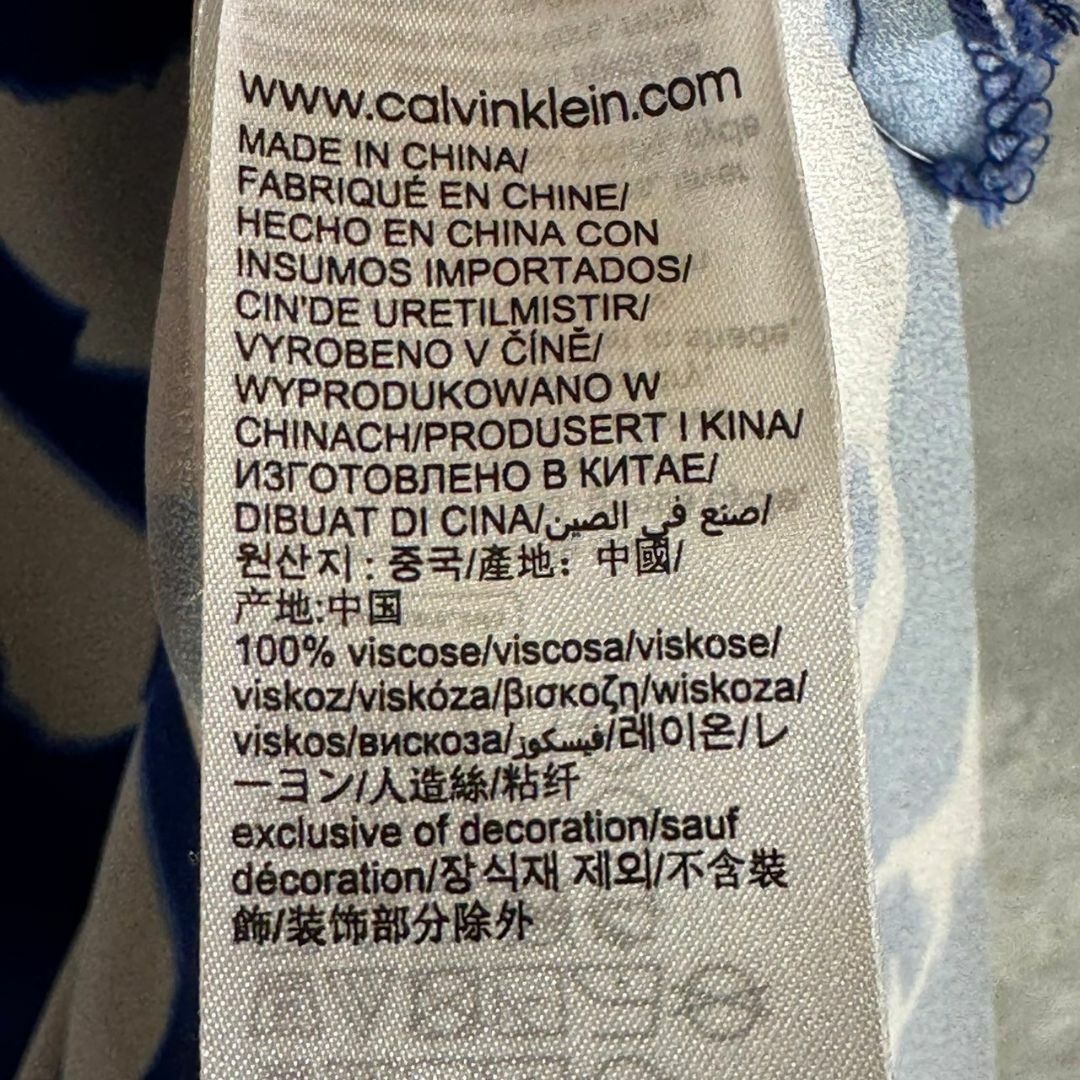 www.calvinklein.com
MADE IN CHINA/
FABRIQUÉ EN CHINE/
HECHO EN CHINA CON
INSUMOS IMPORTADOS/
CIN'DE URETILMISTIR/
VYROBENO V ČÍNĚ/
WYPRODUKOWANO W
CHINACH/PRODUSERT I KINA/
ИЗГОТОВЛЕНО В КИТАЕ/
DIBUAT DI CINA/صنع في الصين/
원산지 : 중국/產地：中國/
产地:中国
100% viscose/viscosa/viskose/
viskoz/viskóza/βισκοζη/wiskoza/
viskos/вискоза/فيسكوز/레이온/レ
ーヨン/人造絲/粘纤
exclusive of decoration/sauf
décoration/장식재 제외/不含裝
飾/装饰部分除外